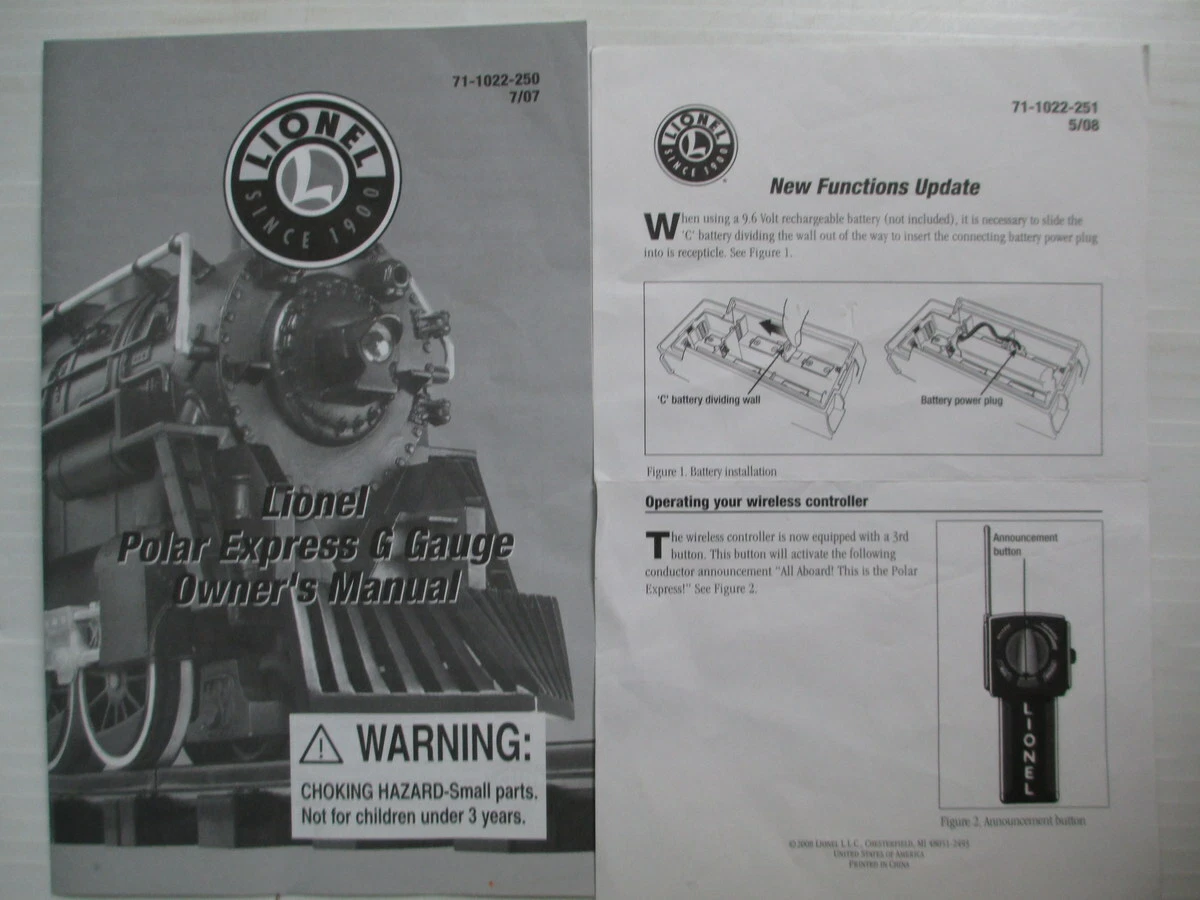 71-1022-250
7/07
LIONEL
L
SINCE 1900
Lionel
Polar Express G Gauge
Owner's Manual
WARNING:
CHOKING HAZARD-Small parts.
Not for children under 3 years.
71-1022-251
5/08
LIONEL
L
SINCE 1900
New Functions Update
When using a 9.6 Volt rechargeable battery (not included), it is necessary to slide the
'C' battery dividing the wall out of the way to insert the connecting battery power plug
into is recepticle. See Figure 1.
'C' battery dividing wall
Battery power plug
Figure 1. Battery installation
Operating your wireless controller
The wireless controller is now equipped with a 3rd
button. This button will activate the following
conductor announcement "All Aboard! This is the Polar
Express!" See Figure 2.
Announcement
button
LIONEL
Figure 2. Announcement button
©2008 LIONEL L.L.C., CHESTERFIELD, MI 48051-2493
UNITED STATES OF AMERICA
PRINTED IN CHINA